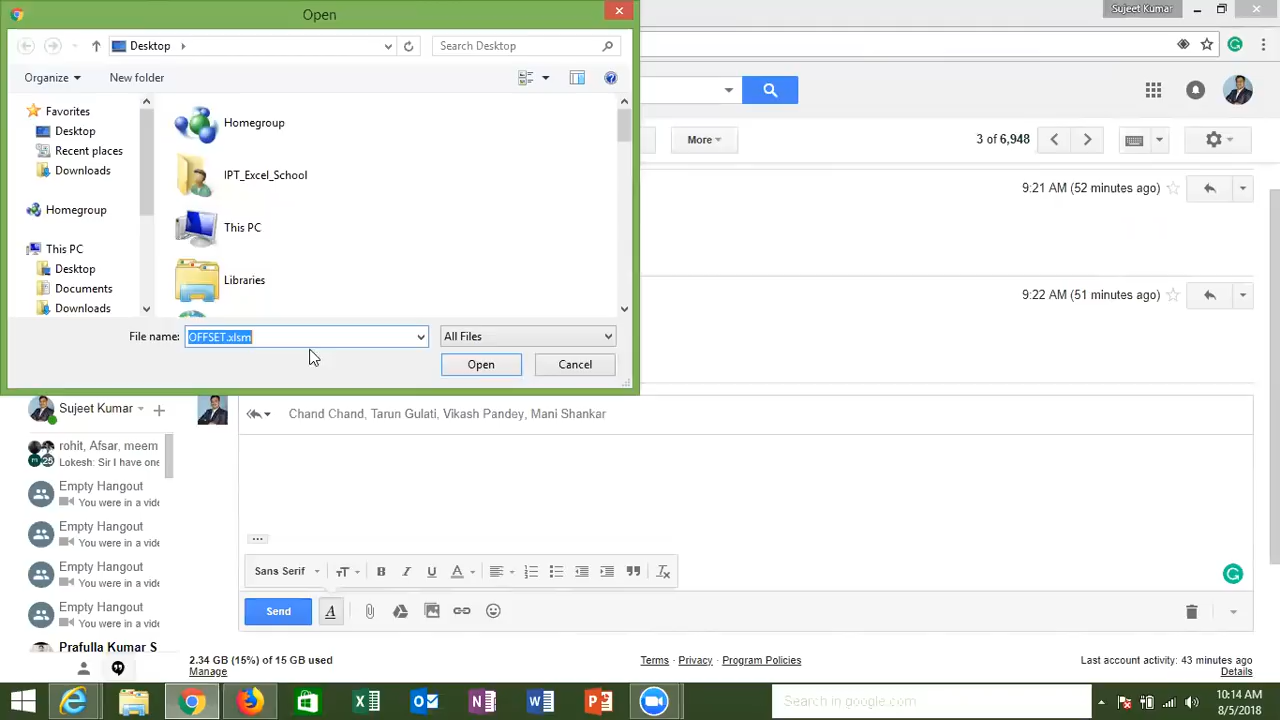 Open
Sujeet Kumar
Desktop
Search Desktop
Organize
New folder
Favorites
Desktop
Recent places
Downloads
Homegroup
This PC
Desktop
Documents
Downloads
Homegroup
IPT_Excel_School
This PC
Libraries
File name:
OFFSET.xlsm
All Files
Open
Cancel
More
3 of 6,948
9:21 AM (52 minutes ago)
9:22 AM (51 minutes ago)
Sujeet Kumar
Chand Chand, Tarun Gulati, Vikash Pandey, Mani Shankar
rohit, Afsar, meem
25
Lokesh: Sir I have one
Empty Hangout
You were in a vide
Empty Hangout
You were in a vide
Empty Hangout
You were in a vide
Empty Hangout
You were in a vide
Prafulla Kumar S
Sans Serif
Send
2.34 GB (15%) of 15 GB used
Manage
Terms - Privacy - Program Policies
Last account activity: 43 minutes ago
Details
Search in google.com
10:14 AM
8/5/2018